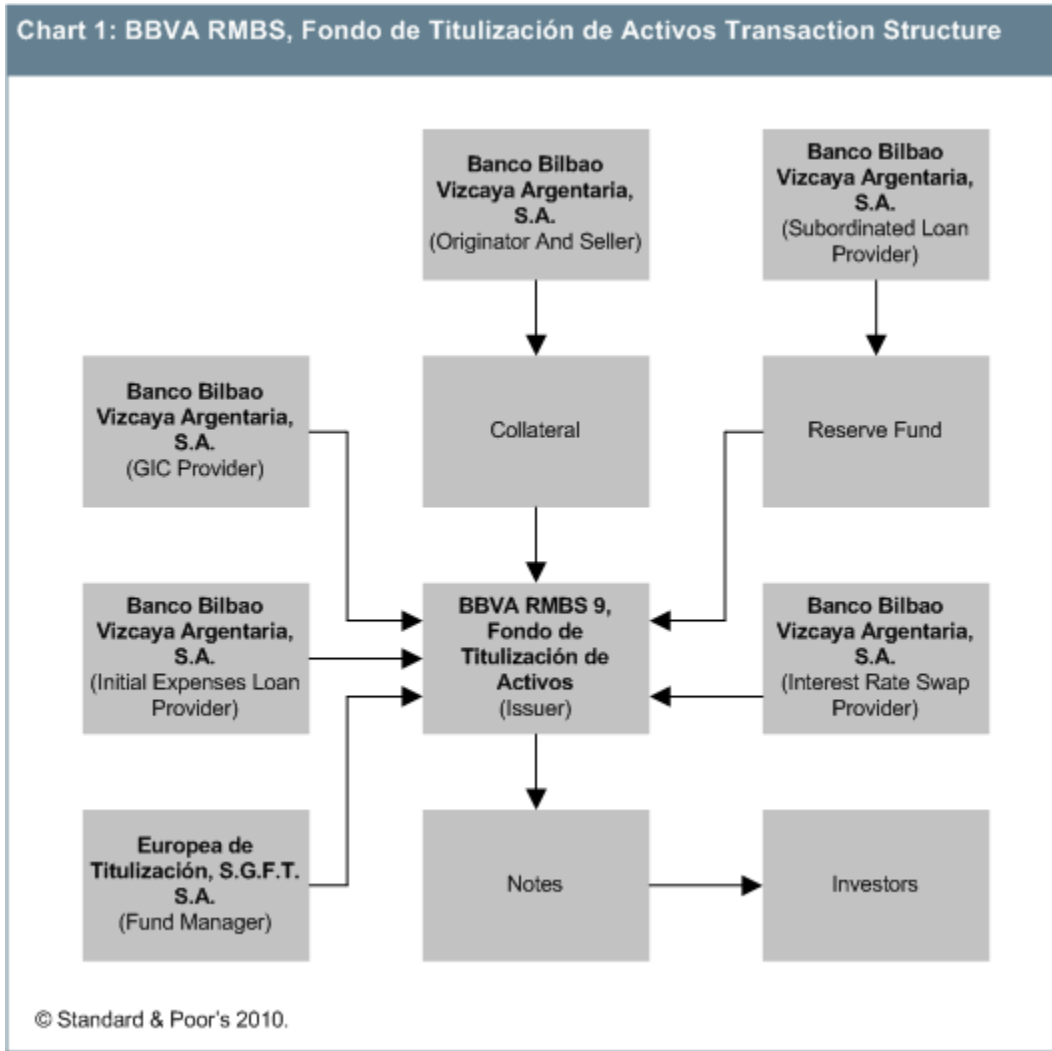 Chart 1: BBVA RMBS, Fondo de Titulización de Activos Transaction Structure
Banco Bilbao
Vizcaya Argentaria,
S.A.
(Originator And Seller)
Banco Bilbao
Vizcaya Argentaria,
S.A.
(Subordinated Loan
Provider)
Banco Bilbao
Vizcaya Argentaria,
S.A.
(GIC Provider)
Collateral
Reserve Fund
Banco Bilbao
Vizcaya Argentaria,
S.A.
(Initial Expenses Loan
Provider)
BBVA RMBS 9,
Fondo de
Titulización de
Activos
(Issuer)
Banco Bilbao
Vizcaya Argentaria,
S.A.
(Interest Rate Swap
Provider)
Europea de
Titulización, S.G.F.T.
S.A.
(Fund Manager)
Notes
Investors
© Standard & Poor's 2010.